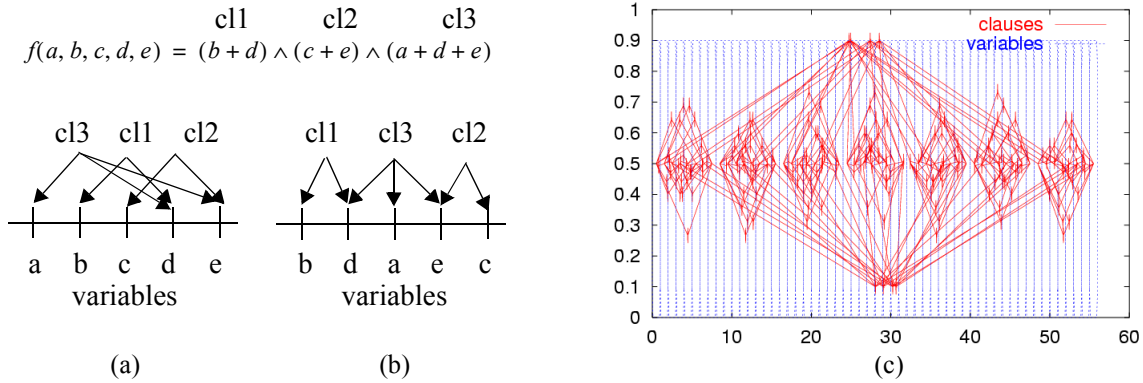 cl1 cl2 cl3
f(a, b, c, d, e) = (b + d) ∧ (c + e) ∧ (a + d + e)
cl3 cl1 cl2
a b c d e
variables
(a)
cl1 cl3 cl2
b d a e c
variables
(b)
clauses
variables
1
0.9
0.8
0.7
0.6
0.5
0.4
0.3
0.2
0.1
0
0 10 20 30 40 50 60
(c)